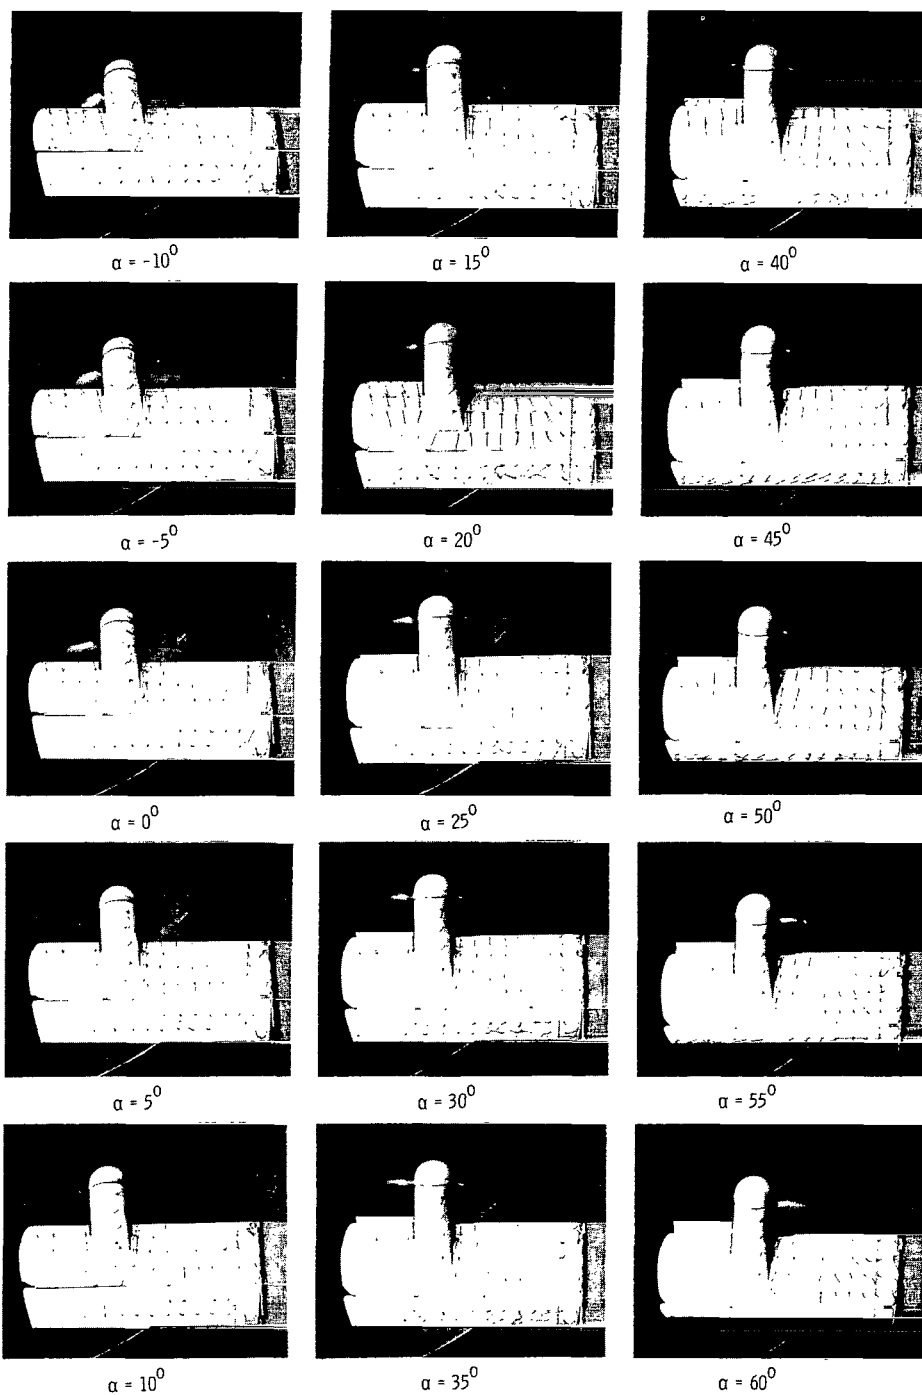 α = -10⁰
α = 15⁰
α = 40⁰
α = -5⁰
α = 20⁰
α = 45⁰
α = 0⁰
α = 25⁰
α = 50⁰
α = 5⁰
α = 30⁰
α = 55⁰
α = 10⁰
α = 35⁰
α = 60⁰